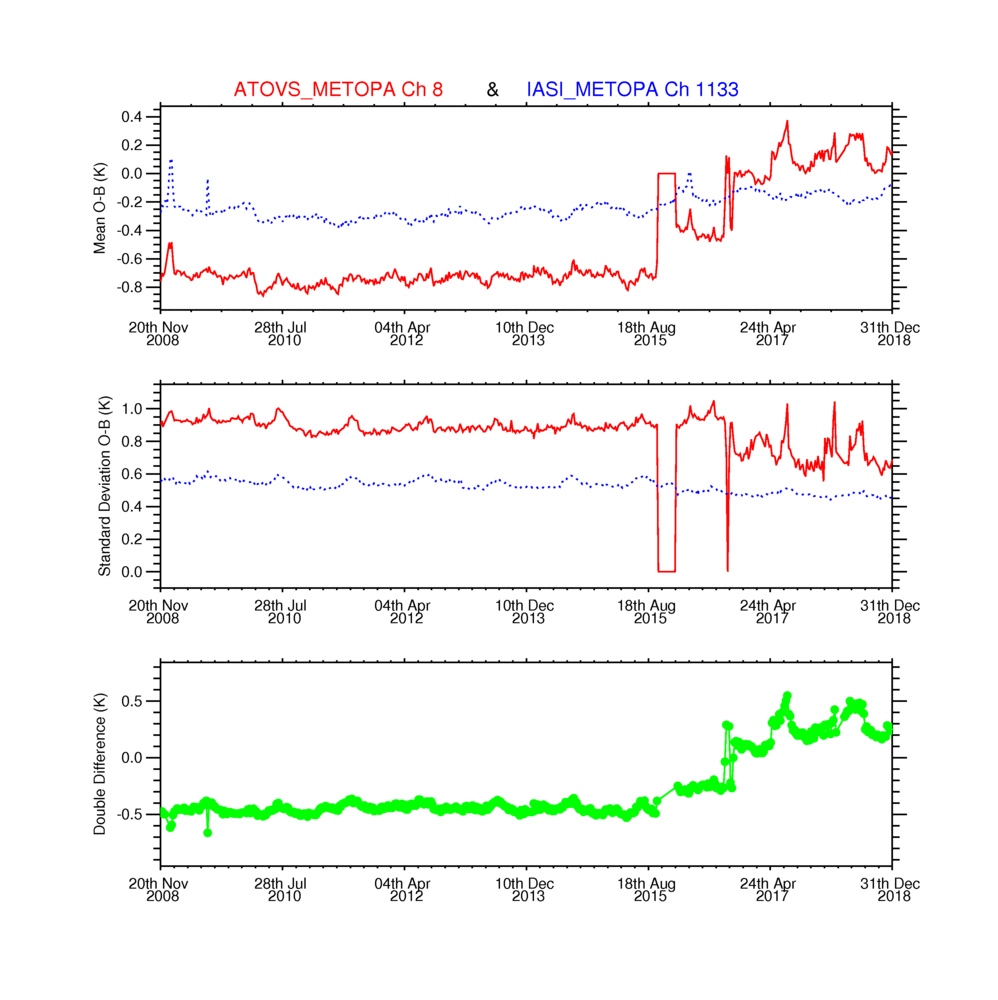 ATOVS_METOPA Ch 8 & IASI_METOPA Ch 1133
Mean O-B (K)
0.4
0.2
0.0
-0.2
-0.4
-0.6
-0.8
20th Nov 2008
28th Jul 2010
04th Apr 2012
10th Dec 2013
18th Aug 2015
24th Apr 2017
31th Dec 2018
Standard Deviation O-B (K)
1.0
0.8
0.6
0.4
0.2
0.0
20th Nov 2008
28th Jul 2010
04th Apr 2012
10th Dec 2013
18th Aug 2015
24th Apr 2017
31th Dec 2018
Double Difference (K)
0.5
0.0
-0.5
20th Nov 2008
28th Jul 2010
04th Apr 2012
10th Dec 2013
18th Aug 2015
24th Apr 2017
31th Dec 2018